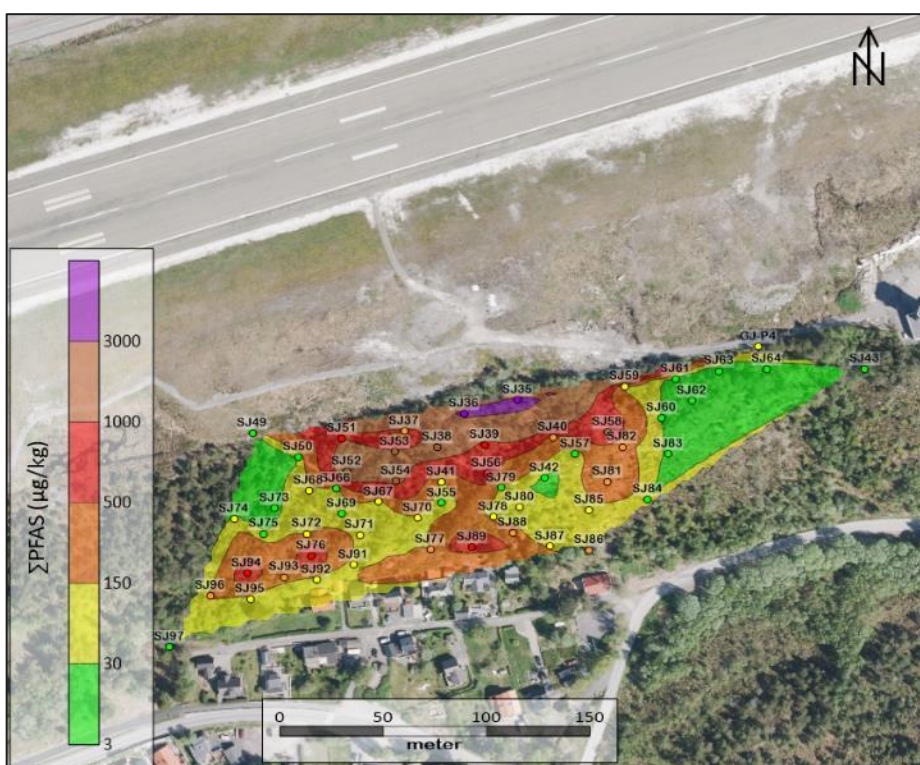 N
GJ-P4
SJ63
SJ64
SJ43
SJ61
SJ59
SJ62
SJ35
SJ36
SJ60
SJ49
SJ51
SJ37
SJ58
SJ53
SJ38
SJ39
SJ40
SJ82
SJ50
SJ57
SJ83
SJ52
SJ54
SJ41
SJ56
SJ42
SJ81
SJ66
SJ68
SJ67
SJ55
SJ79
SJ84
SJ73
SJ69
SJ70
SJ80
SJ85
SJ74
SJ78
SJ75
SJ72
SJ71
SJ88
SJ76
SJ77
SJ89
SJ87
SJ86
SJ94
SJ93
SJ92
SJ91
SJ96
SJ95
SJ97
ΣPFAS (µg/kg)
3000
1000
500
150
30
3
0 50 100 150
meter